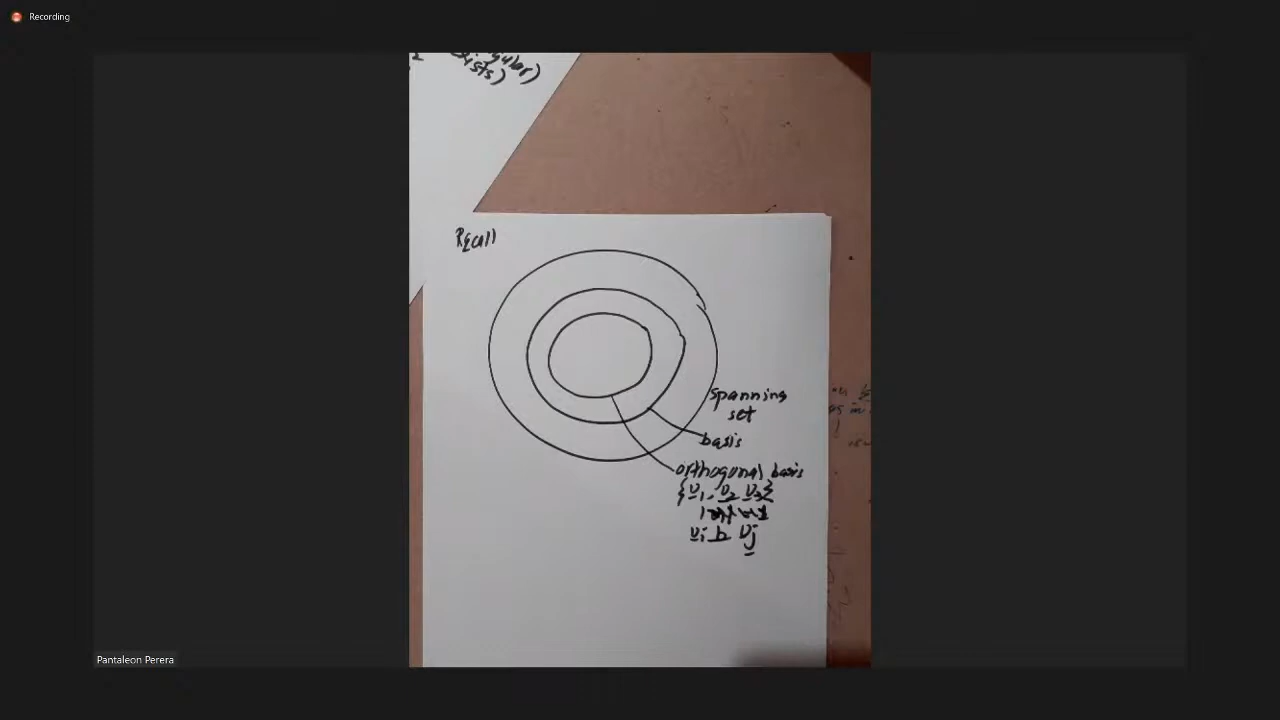 Recording
Recall
spanning
set
basis
orthogonal basis
{v1, v2 v3}
vi ⊥ vj
Pantaleon Perera